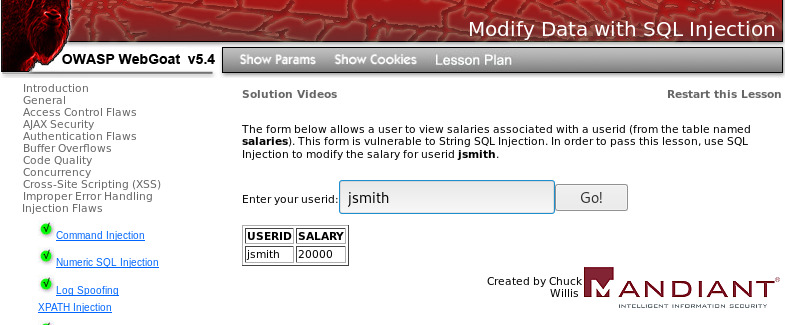 Modify Data with SQL Injection
OWASP WebGoat v5.4
Show Params Show Cookies Lesson Plan
Introduction
General
Access Control Flaws
AJAX Security
Authentication Flaws
Buffer Overflows
Code Quality
Concurrency
Cross-Site Scripting (XSS)
Improper Error Handling
Injection Flaws
Command Injection
Numeric SQL Injection
Log Spoofing
XPATH Injection
Solution Videos Restart this Lesson
The form below allows a user to view salaries associated with a userid (from the table named
salaries). This form is vulnerable to String SQL Injection. In order to pass this lesson, use SQL
Injection to modify the salary for userid jsmith.
Enter your userid: jsmith Go!
USERID SALARY
jsmith 20000
Created by Chuck
Willis
MANDIANT
INTELLIGENT INFORMATION SECURITY